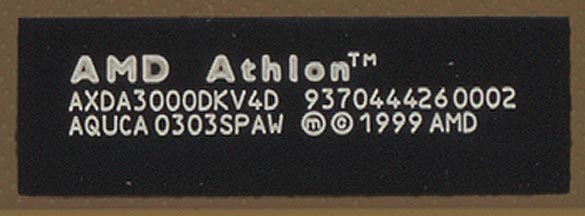 AMD Athlon™
AXDA3000DKV4D 9370444260002
AQUCA 0303SPAW ⓜ © 1999 AMD